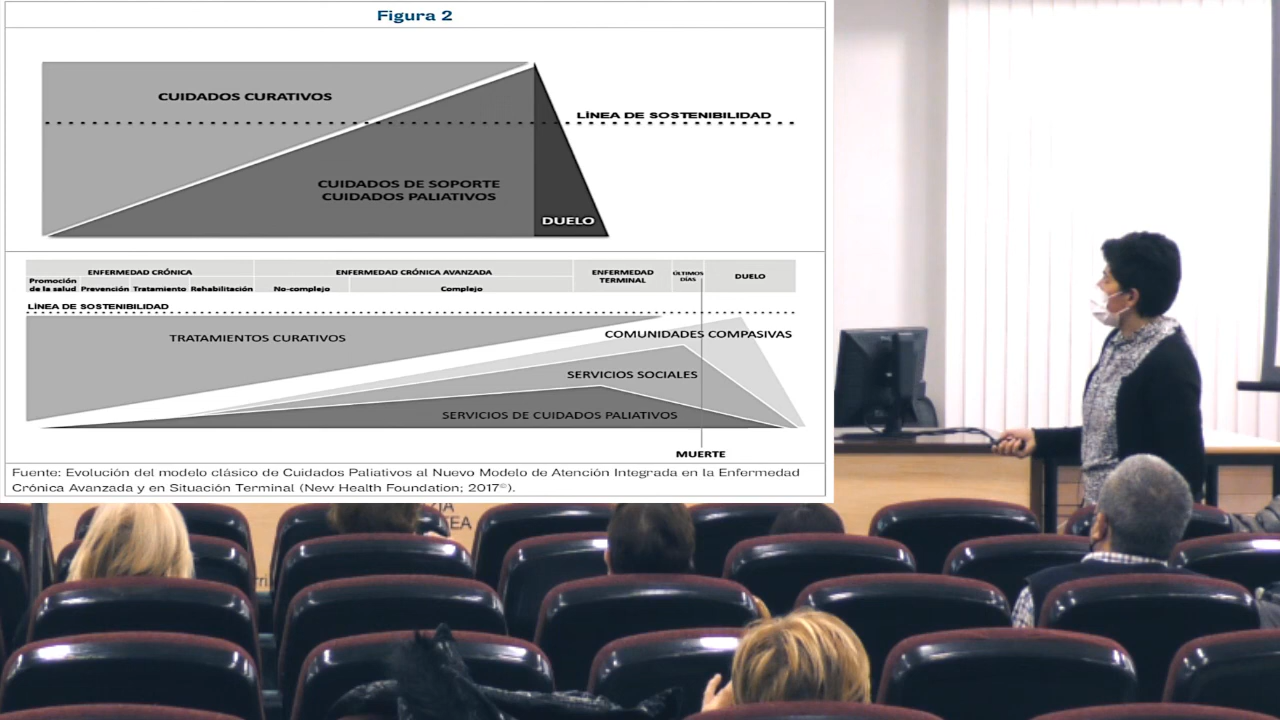 Figura 2
CUIDADOS CURATIVOS
LÍNEA DE SOSTENIBILIDAD
CUIDADOS DE SOPORTE
CUIDADOS PALIATIVOS
DUELO
ENFERMEDAD CRÓNICA
ENFERMEDAD CRÓNICA AVANZADA
ENFERMEDAD
TERMINAL
ÚLTIMOS
DÍAS
DUELO
Promoción
de la salud
Prevención
Tratamiento
Rehabilitación
No-complejo
Complejo
LÍNEA DE SOSTENIBILIDAD
TRATAMIENTOS CURATIVOS
COMUNIDADES COMPASIVAS
SERVICIOS SOCIALES
SERVICIOS DE CUIDADOS PALIATIVOS
MUERTE
Fuente: Evolución del modelo clásico de Cuidados Paliativos al Nuevo Modelo de Atención Integrada en la Enfermedad
Crónica Avanzada y en Situación Terminal (New Health Foundation; 2017©).